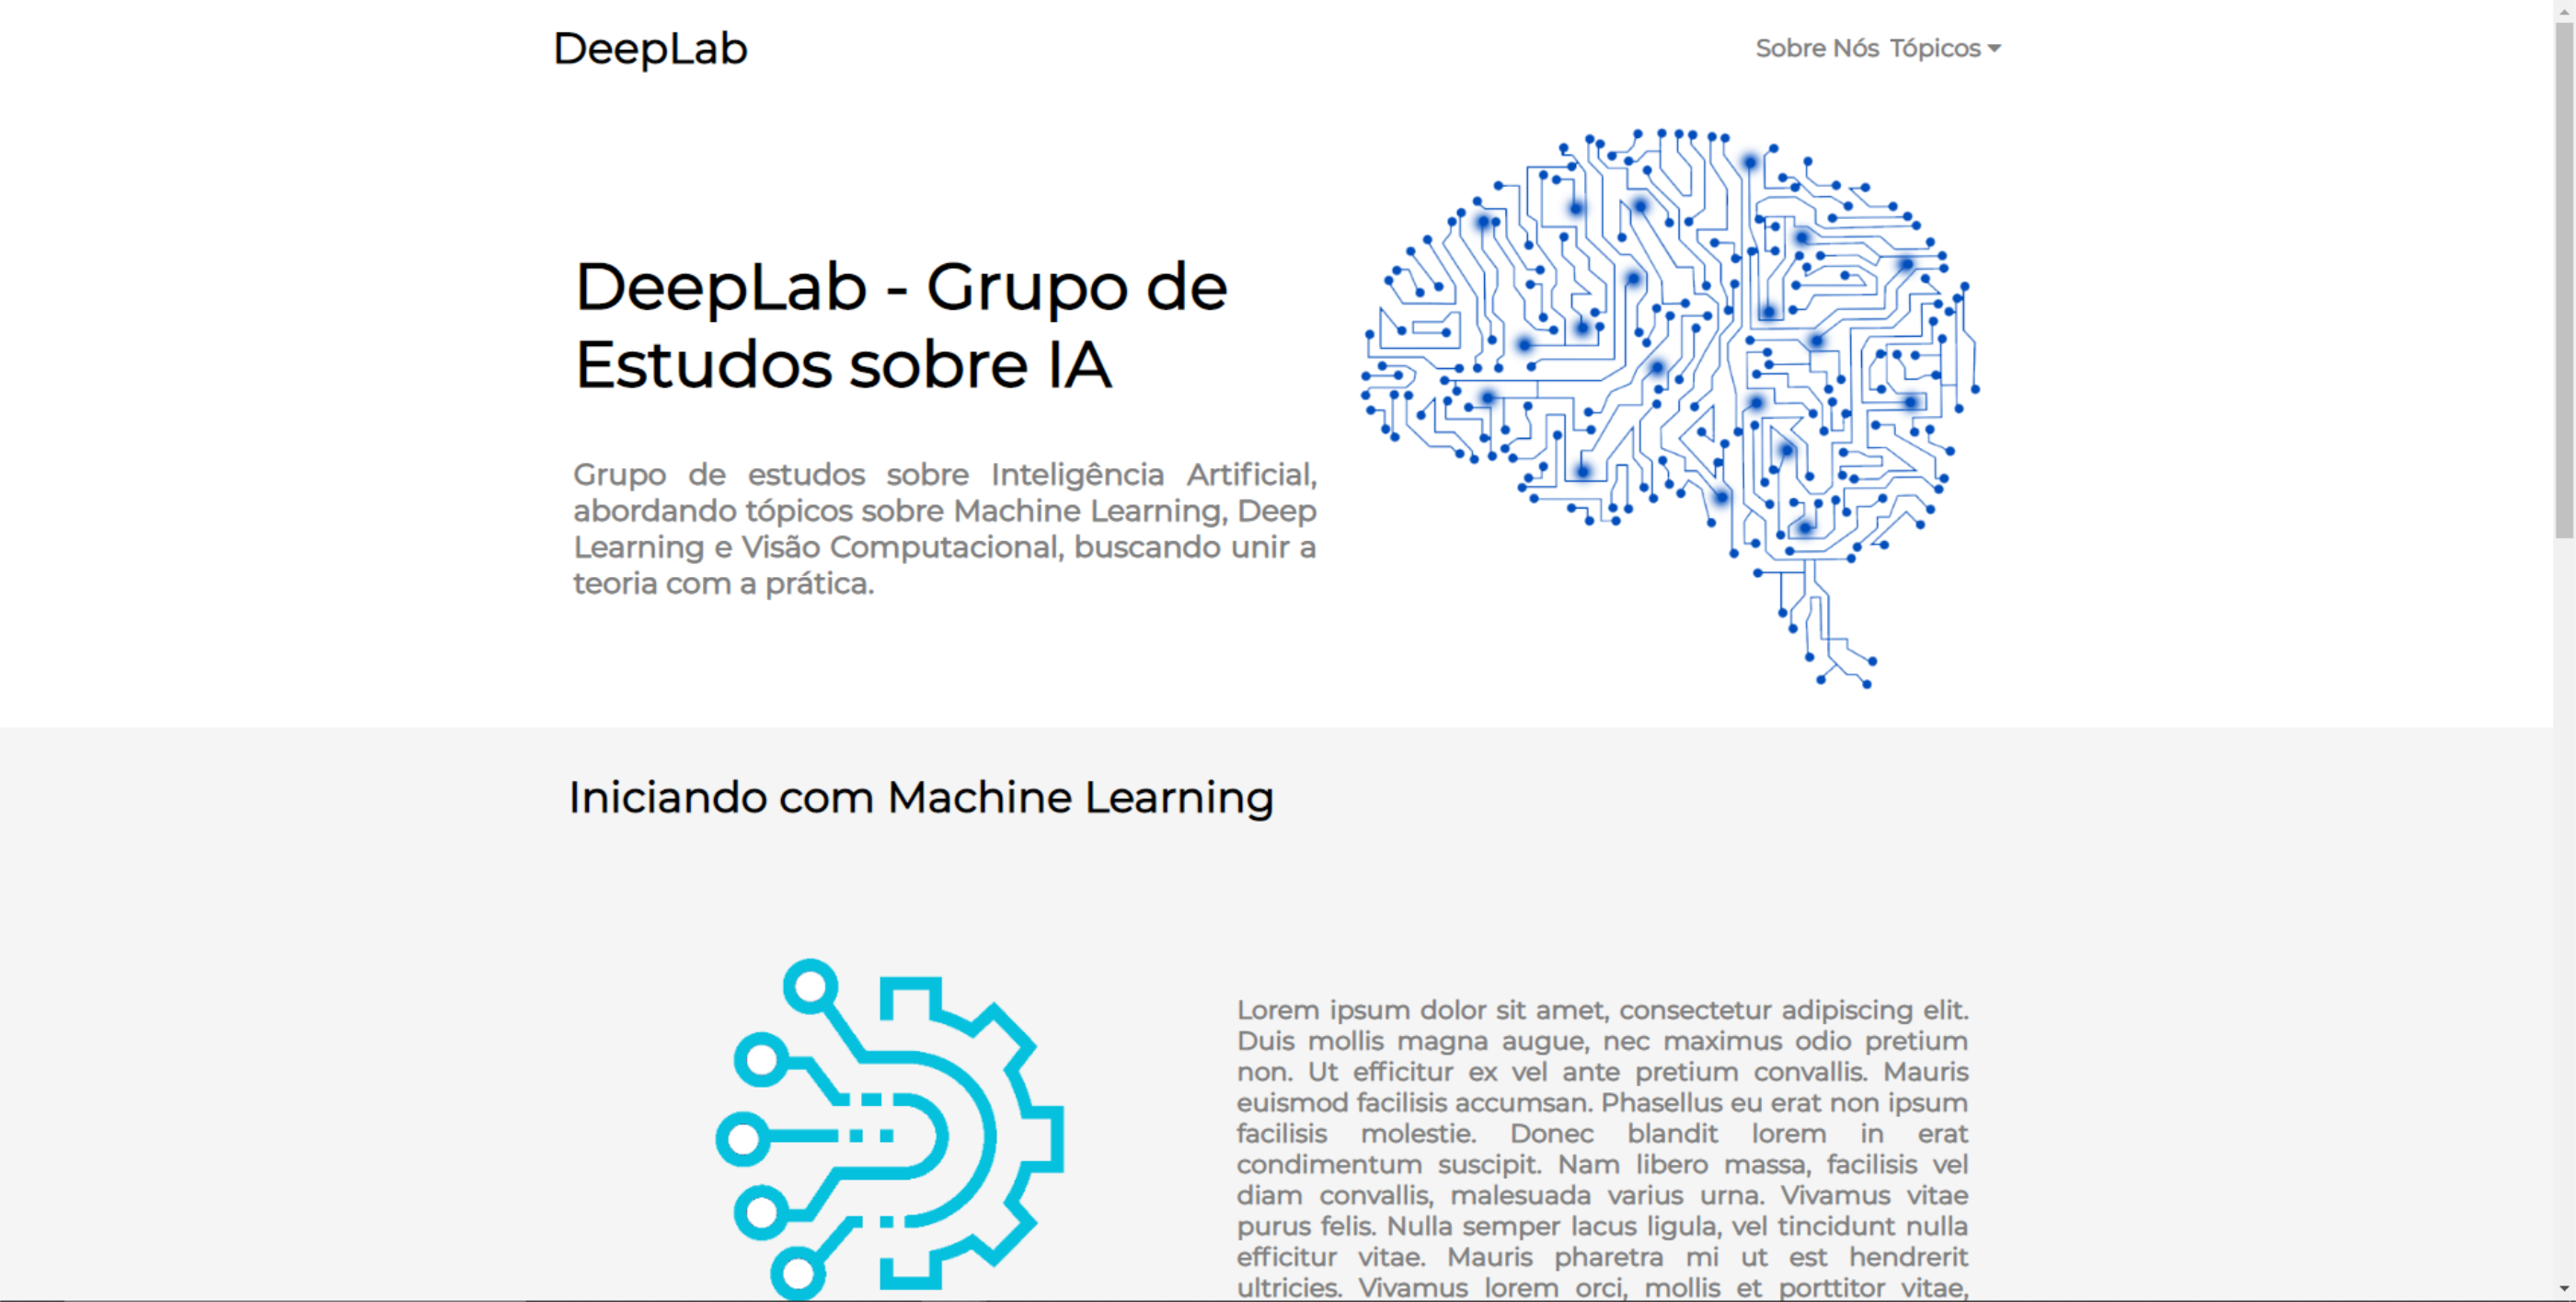 DeepLab
Sobre Nós Tópicos
DeepLab - Grupo de
Estudos sobre IA
Grupo de estudos sobre Inteligência Artificial,
abordando tópicos sobre Machine Learning, Deep
Learning e Visão Computacional, buscando unir a
teoria com a prática.
Iniciando com Machine Learning
Lorem ipsum dolor sit amet, consectetur adipiscing elit.
Duis mollis magna augue, nec maximus odio pretium
non. Ut efficitur ex vel ante pretium convallis. Mauris
euismod facilisis accumsan. Phasellus eu erat non ipsum
facilisis molestie. Donec blandit lorem in erat
condimentum suscipit. Nam libero massa, facilisis vel
diam convallis, malesuada varius urna. Vivamus vitae
purus felis. Nulla semper lacus ligula, vel tincidunt nulla
efficitur vitae. Mauris pharetra mi ut est hendrerit
ultricies. Vivamus lorem orci, mollis et porttitor vitae,